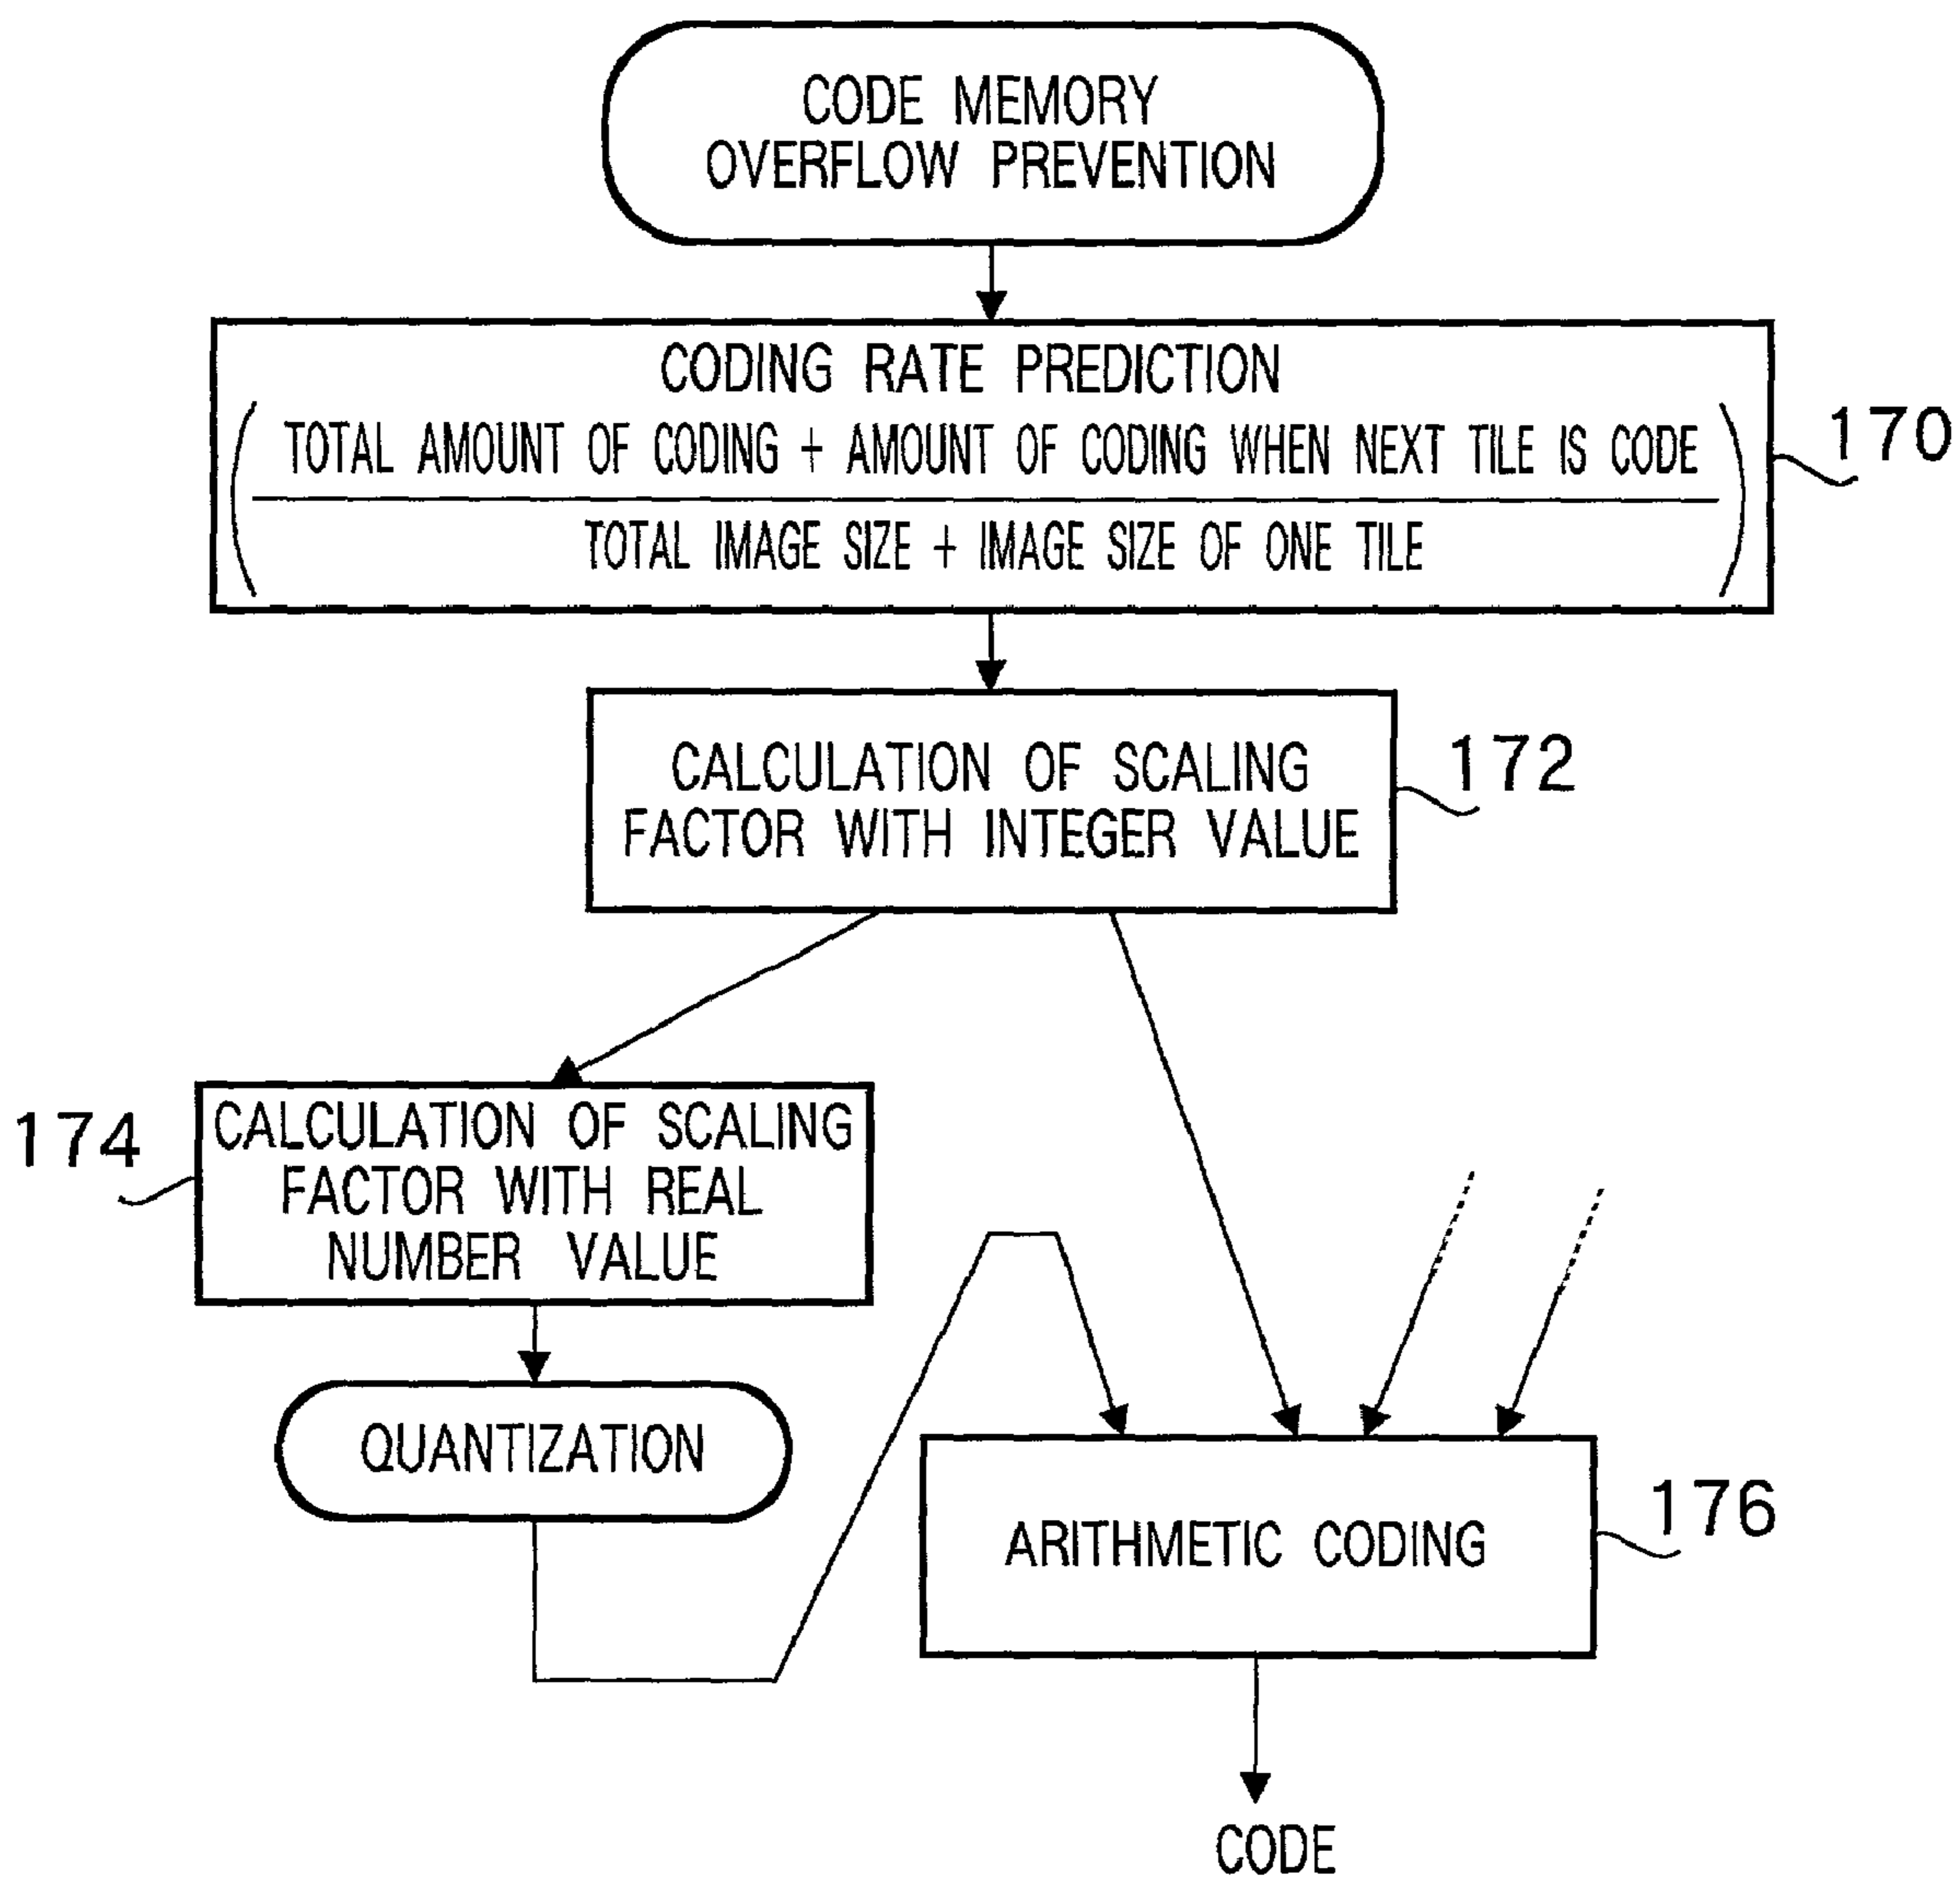 CODE MEMORY
OVERFLOW PREVENTION
CODING RATE PREDICTION
TOTAL AMOUNT OF CODING + AMOUNT OF CODING WHEN NEXT TILE IS CODE
TOTAL IMAGE SIZE + IMAGE SIZE OF ONE TILE
170
CALCULATION OF SCALING
FACTOR WITH INTEGER VALUE
172
174
CALCULATION OF SCALING
FACTOR WITH REAL
NUMBER VALUE
QUANTIZATION
ARITHMETIC CODING
176
CODE